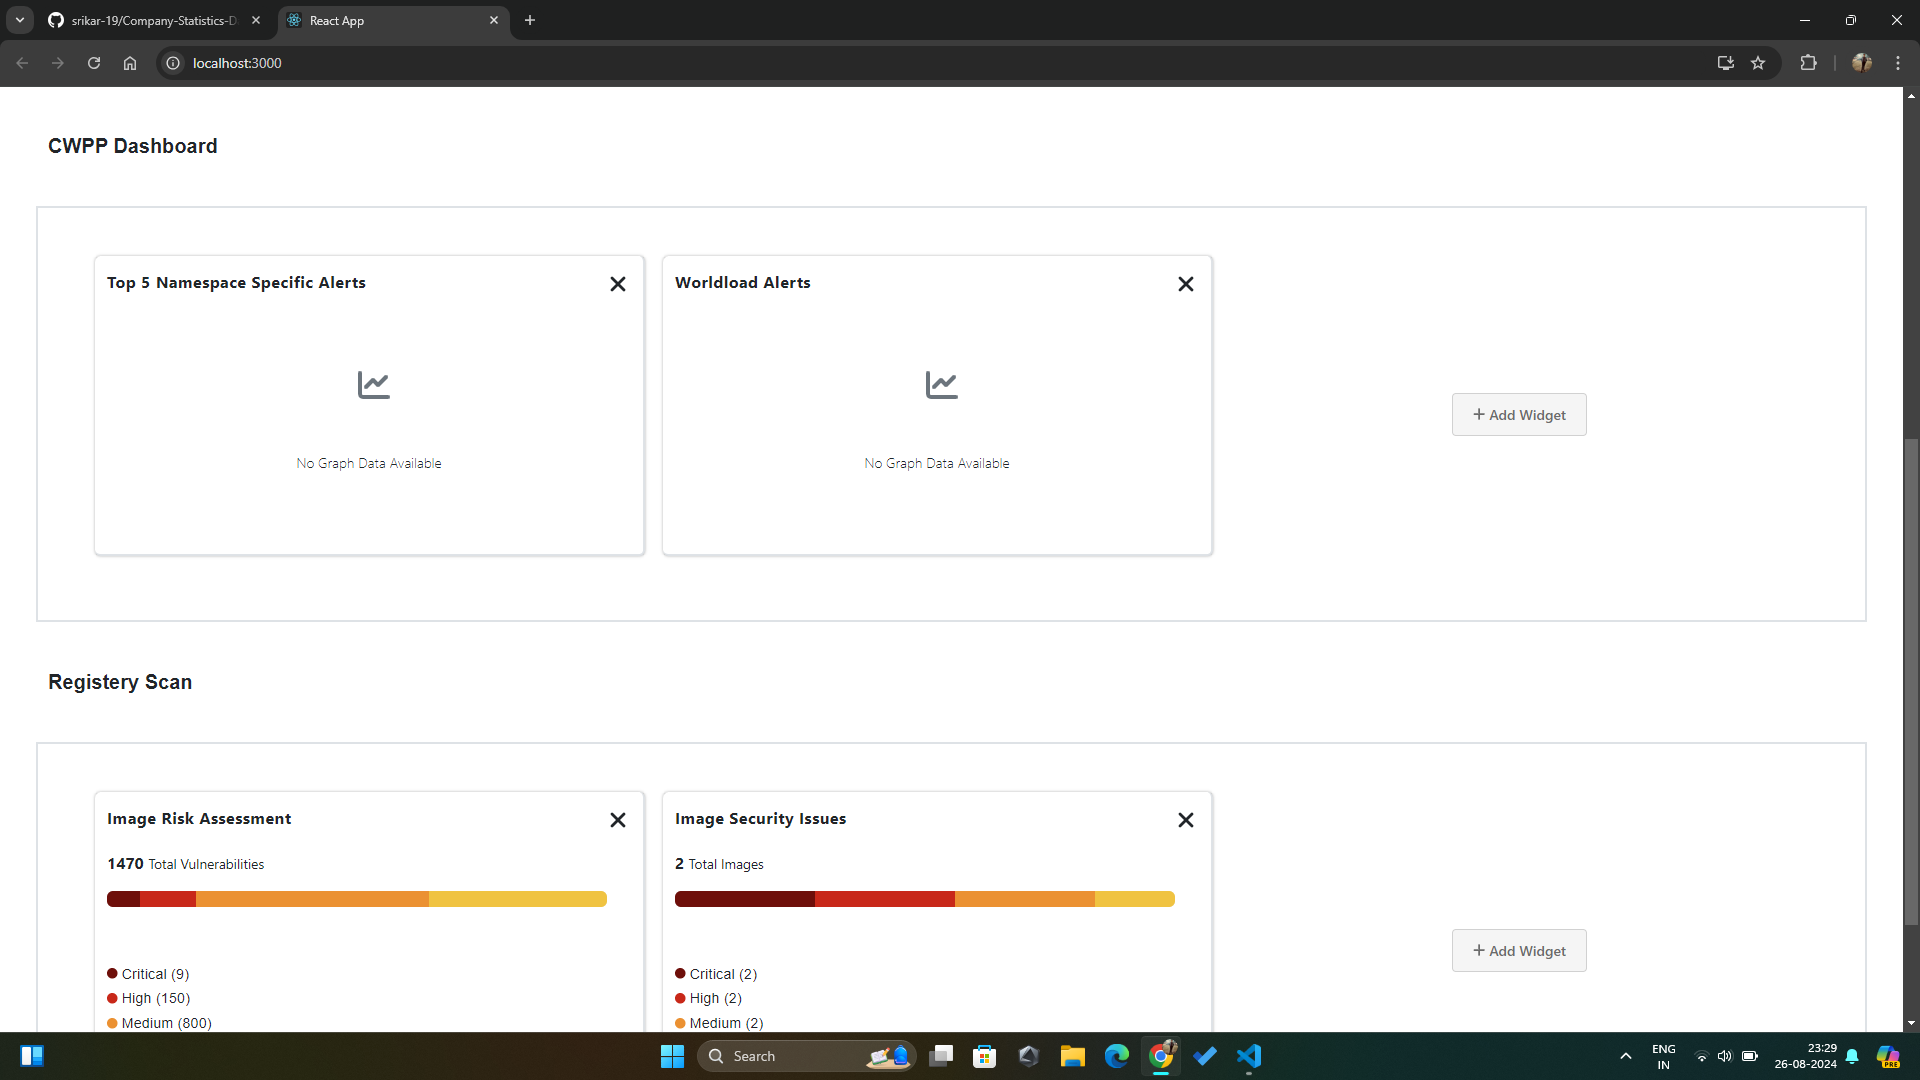 srikar-19/Company-Statistics-D
React App
localhost:3000
CWPP Dashboard
Top 5 Namespace Specific Alerts
Worldload Alerts
No Graph Data Available
No Graph Data Available
+ Add Widget
Registery Scan
Image Risk Assessment
Image Security Issues
1470 Total Vulnerabilities
2 Total Images
+ Add Widget
Critical (9)
High (150)
Medium (800)
Critical (2)
High (2)
Medium (2)
Search
ENG
IN
23:29
26-08-2024
PRE